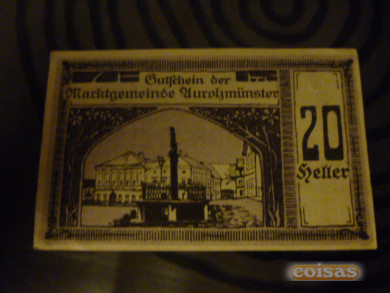 Gutschein der
Marktgemeinde Aurolzmünster
20
Heller
coisas